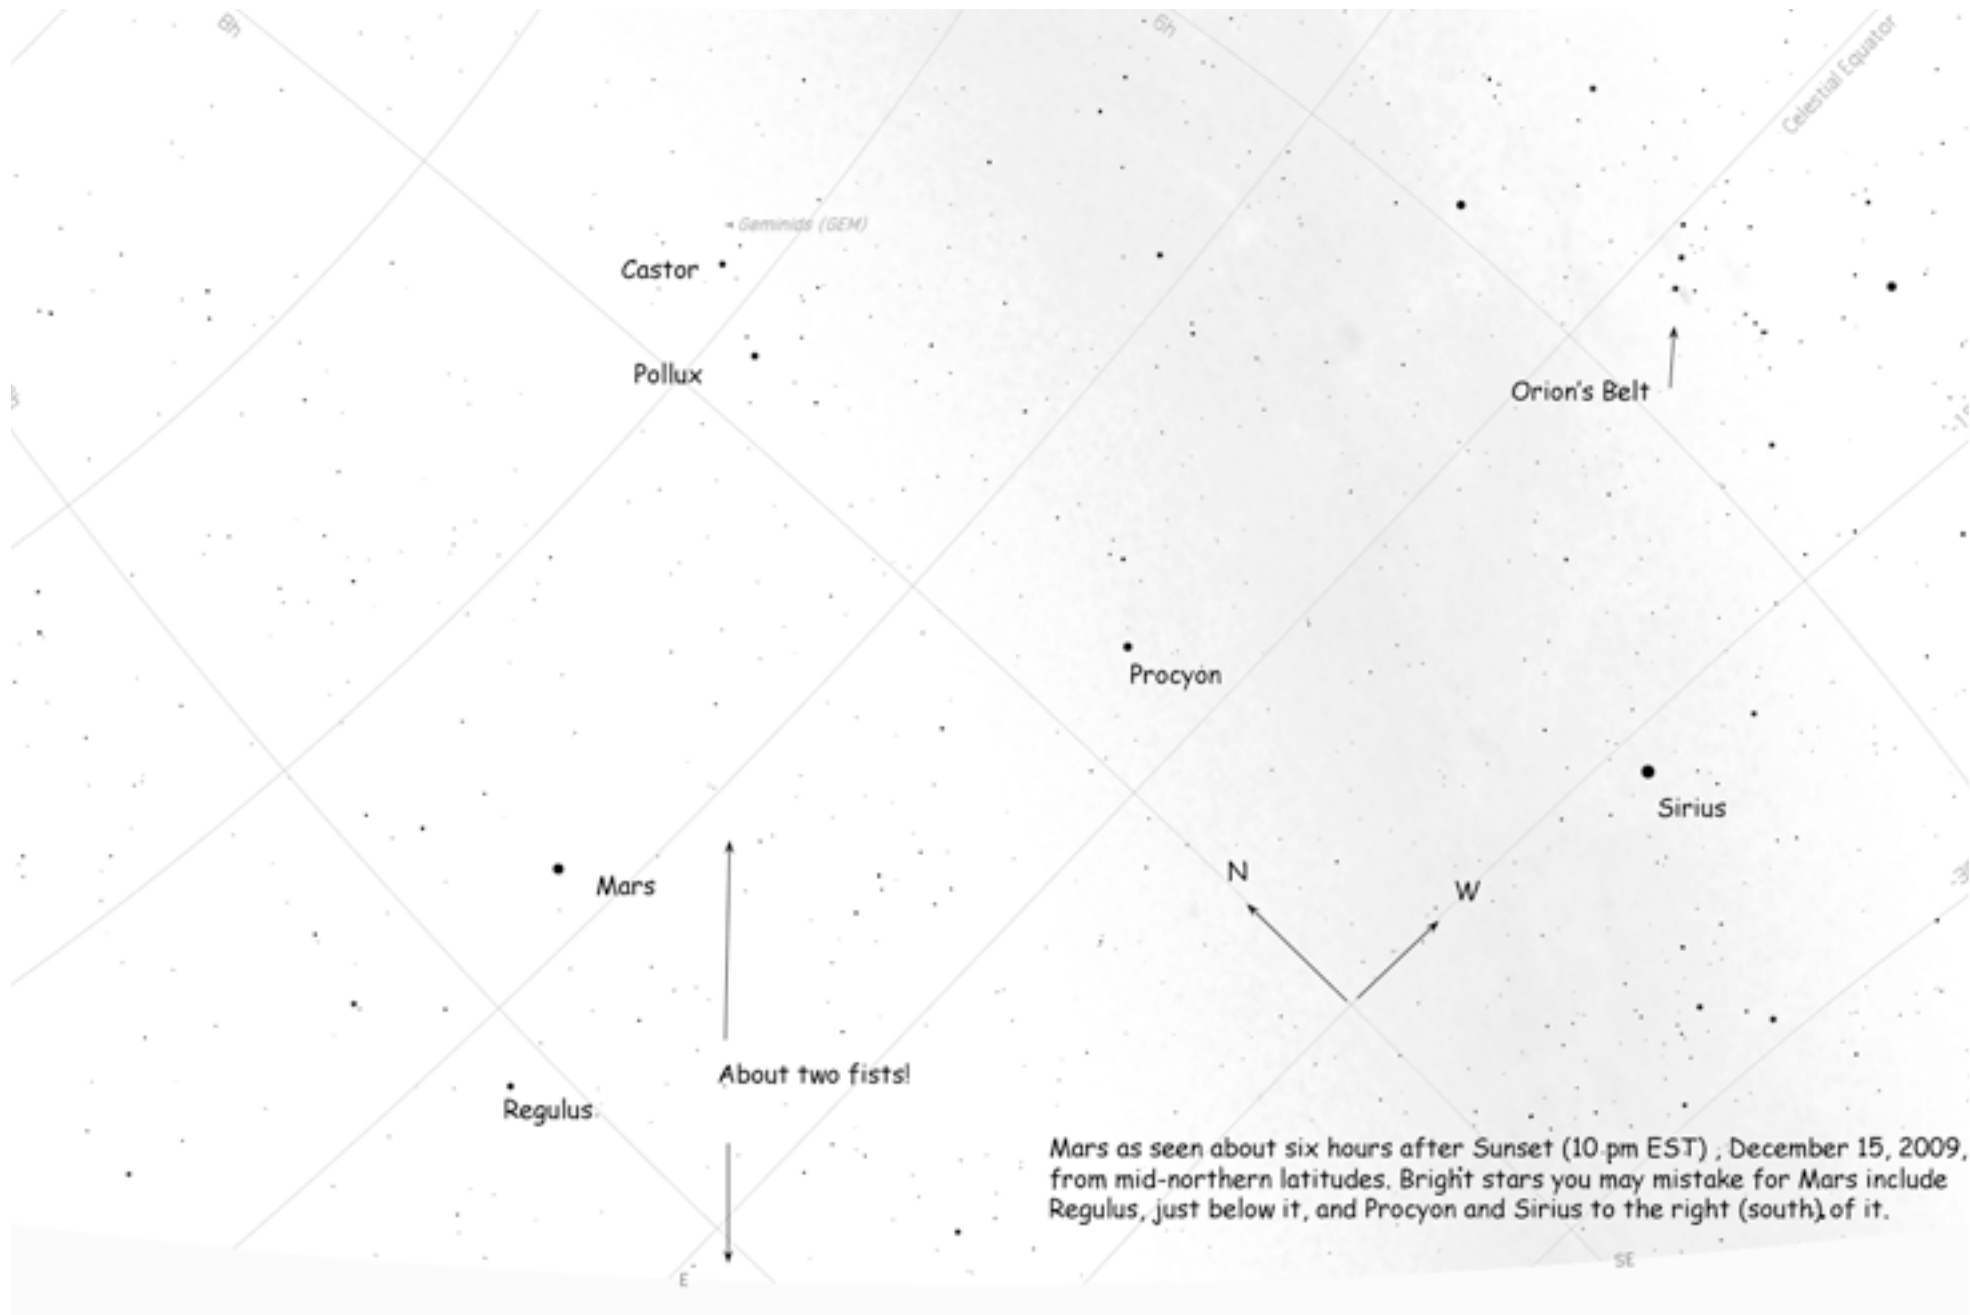 8h
6h
Celestial Equator
Geminids (GEM)
Castor
Pollux
Orion's Belt
Procyon
Sirius
N
W
Mars
About two fists!
Regulus
Mars as seen about six hours after Sunset (10 pm EST) , December 15, 2009,
from mid-northern latitudes. Bright stars you may mistake for Mars include
Regulus, just below it, and Procyon and Sirius to the right (south) of it.
E
SE